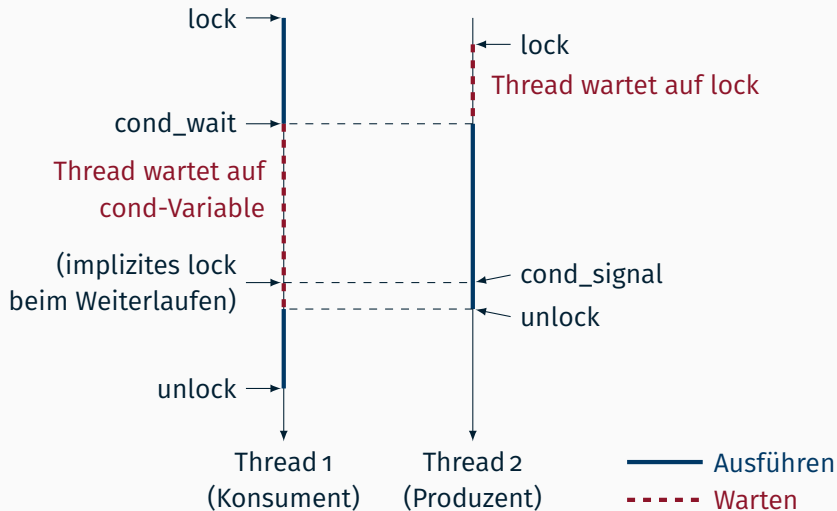 lock
lock
Thread wartet auf lock
cond_wait
Thread wartet auf
cond-Variable
(implizites lock
beim Weiterlaufen)
cond_signal
unlock
unlock
Thread 1
(Konsument)
Thread 2
(Produzent)
Ausführen
Warten